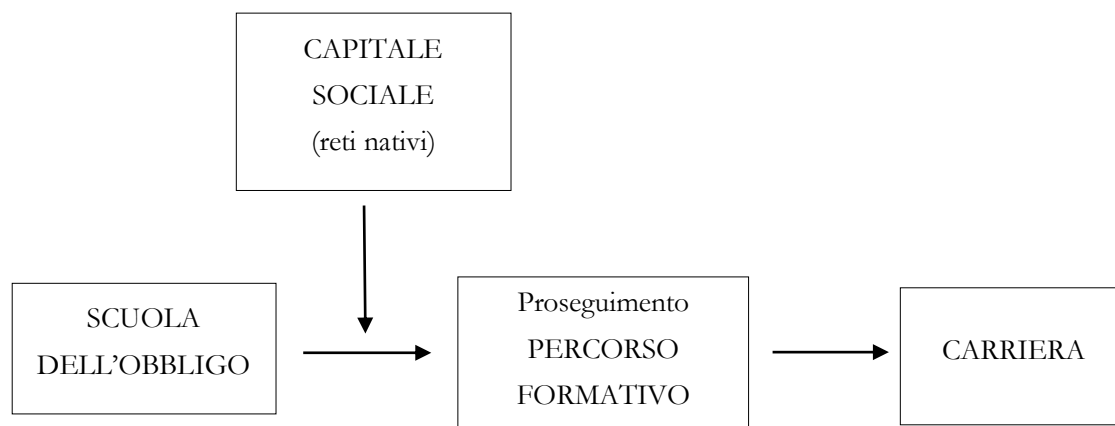 CAPITALE
SOCIALE
(reti nativi)
SCUOLA
DELL'OBBLIGO
Proseguimento
PERCORSO
FORMATIVO
CARRIERA